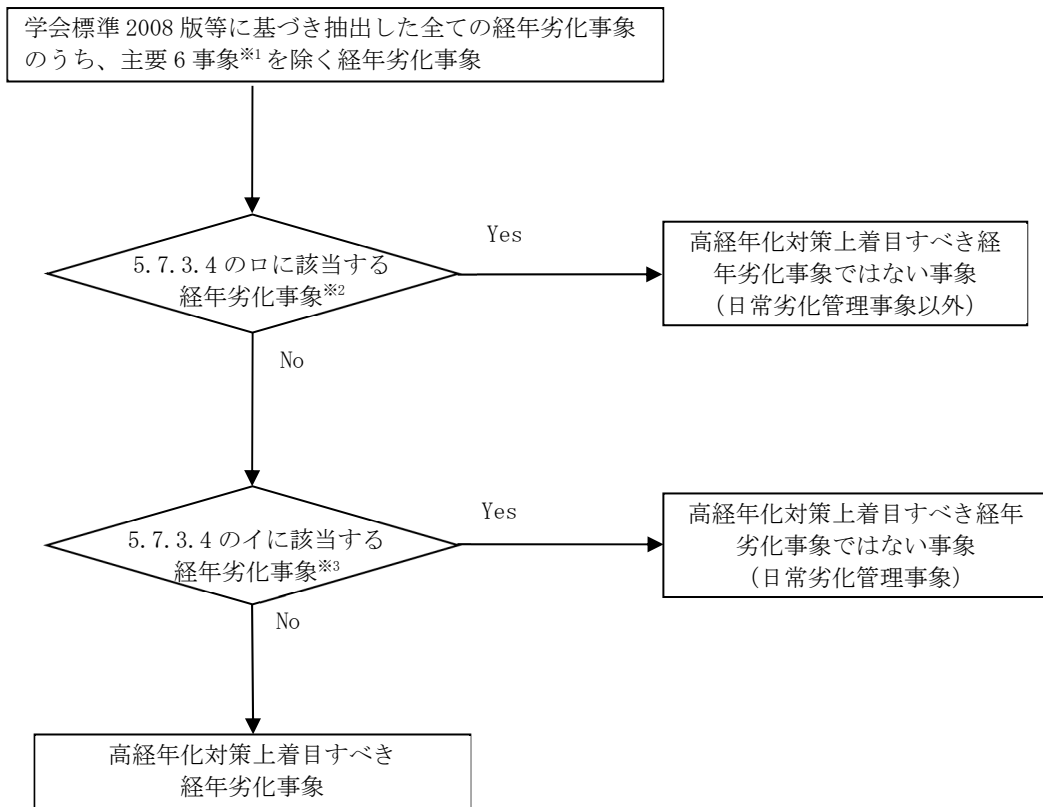 学会標準 2008 版等に基づき抽出した全ての経年劣化事象
のうち、主要 6 事象※1 を除く経年劣化事象
Yes
5.7.3.4 のロに該当する
経年劣化事象※2
高経年化対策上着目すべき経
年劣化事象ではない事象
（日常劣化管理事象以外）
No
Yes
5.7.3.4 のイに該当する
経年劣化事象※3
高経年化対策上着目すべき経年
劣化事象ではない事象
（日常劣化管理事象）
No
高経年化対策上着目すべき
経年劣化事象